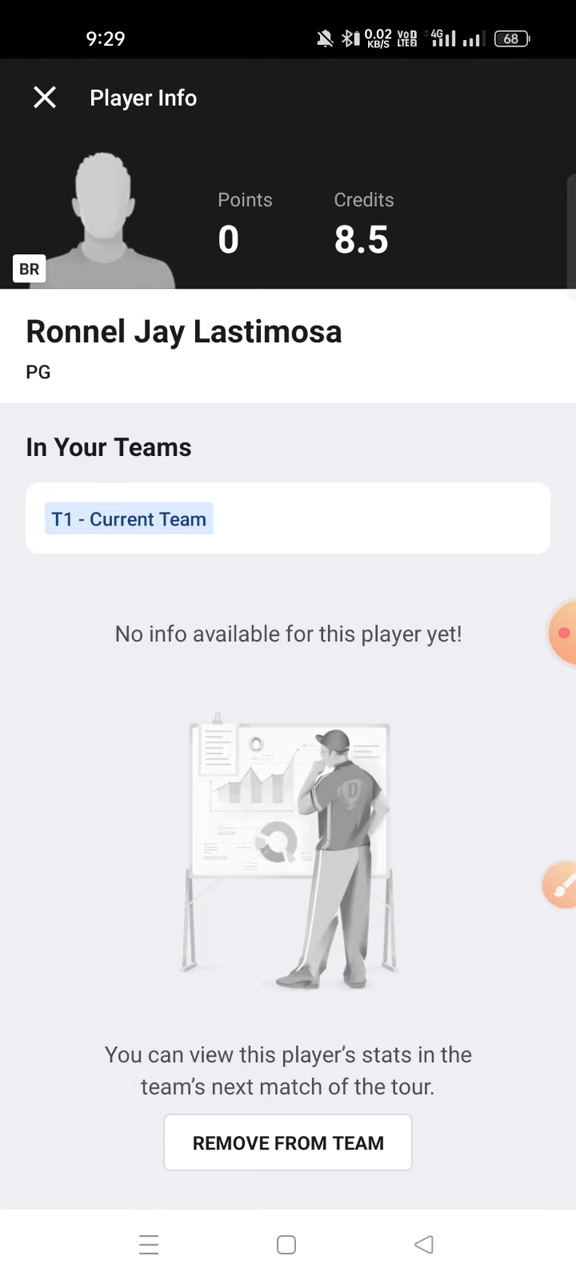 9:29
0.02
KB/S
VoD
LTE2
4G
68
Player Info
Points
Credits
0
8.5
BR
Ronnel Jay Lastimosa
PG
In Your Teams
T1 - Current Team
No info available for this player yet!
D
You can view this player's stats in the
team's next match of the tour.
REMOVE FROM TEAM